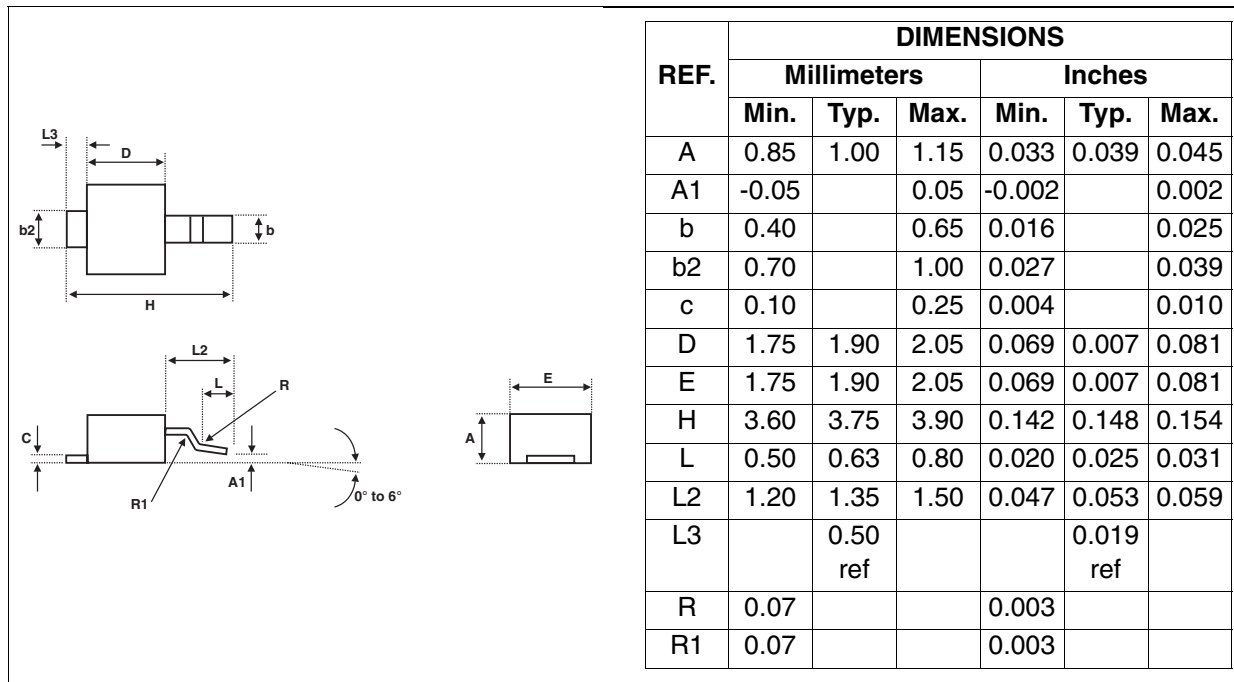 L3
D
b2
b
H
L2
L
R
C
A1
R1
0° to 6°
E
A
DIMENSIONS
REF. Millimeters Inches
Min. Typ. Max. Min. Typ. Max.
A 0.85 1.00 1.15 0.033 0.039 0.045
A1 -0.05 0.05 -0.002 0.002
b 0.40 0.65 0.016 0.025
b2 0.70 1.00 0.027 0.039
c 0.10 0.25 0.004 0.010
D 1.75 1.90 2.05 0.069 0.007 0.081
E 1.75 1.90 2.05 0.069 0.007 0.081
H 3.60 3.75 3.90 0.142 0.148 0.154
L 0.50 0.63 0.80 0.020 0.025 0.031
L2 1.20 1.35 1.50 0.047 0.053 0.059
L3 0.50 0.019
ref ref
R 0.07 0.003
R1 0.07 0.003